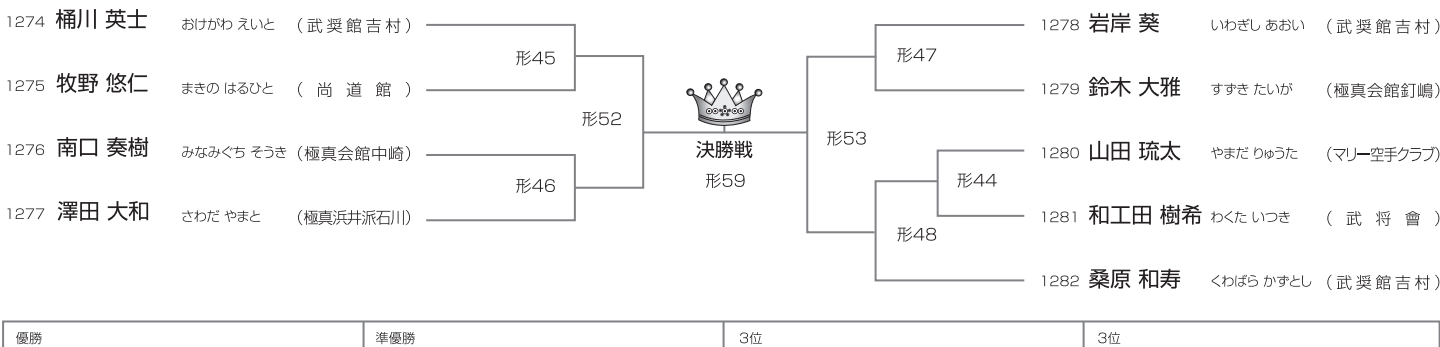 1274 桶川 英士 おけがわ えいと (武奨館吉村)
1275 牧野 悠仁 まきの はるひと (尚道館)
1276 南口 奏樹 みなみぐち そうき (極真会館中崎)
1277 澤田 大和 さわだ やまと (極真浜井派石川)
形45
形46
形52
決勝戦
形59
形53
形47
形44
形48
1278 岩岸 葵 いわぎし あおい (武奨館吉村)
1279 鈴木 大雅 すずき たいが (極真会館釘嶋)
1280 山田 琉太 やまだ りゅうた (マリー空手クラブ)
1281 和工田 樹希 わくた いつき (武将會)
1282 桑原 和寿 くわばら かずとし (武奨館吉村)
優勝 準優勝 3位 3位